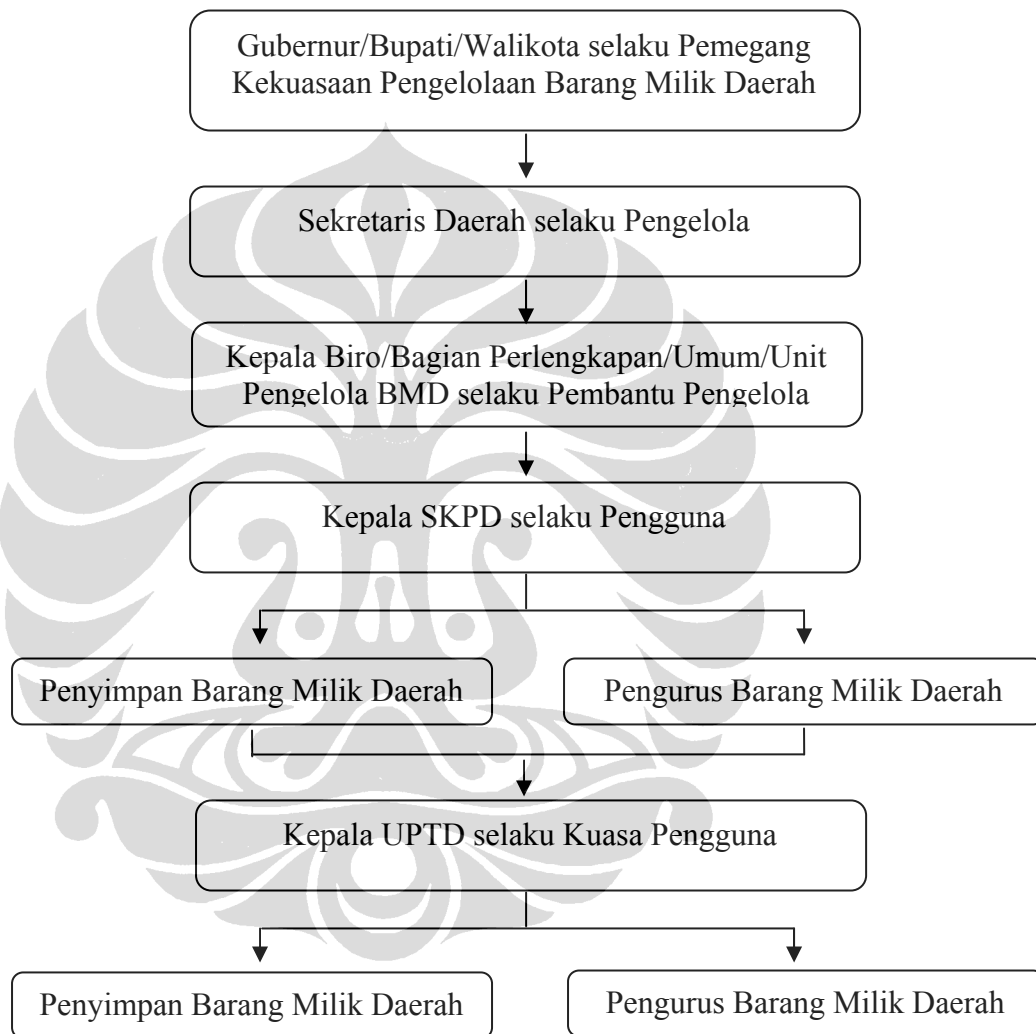 Gubernur/Bupati/Walikota selaku Pemegang
Kekuasaan Pengelolaan Barang Milik Daerah
Sekretaris Daerah selaku Pengelola
Kepala Biro/Bagian Perlengkapan/Umum/Unit
Pengelola BMD selaku Pembantu Pengelola
Kepala SKPD selaku Pengguna
Penyimpan Barang Milik Daerah
Pengurus Barang Milik Daerah
Kepala UPTD selaku Kuasa Pengguna
Penyimpan Barang Milik Daerah
Pengurus Barang Milik Daerah